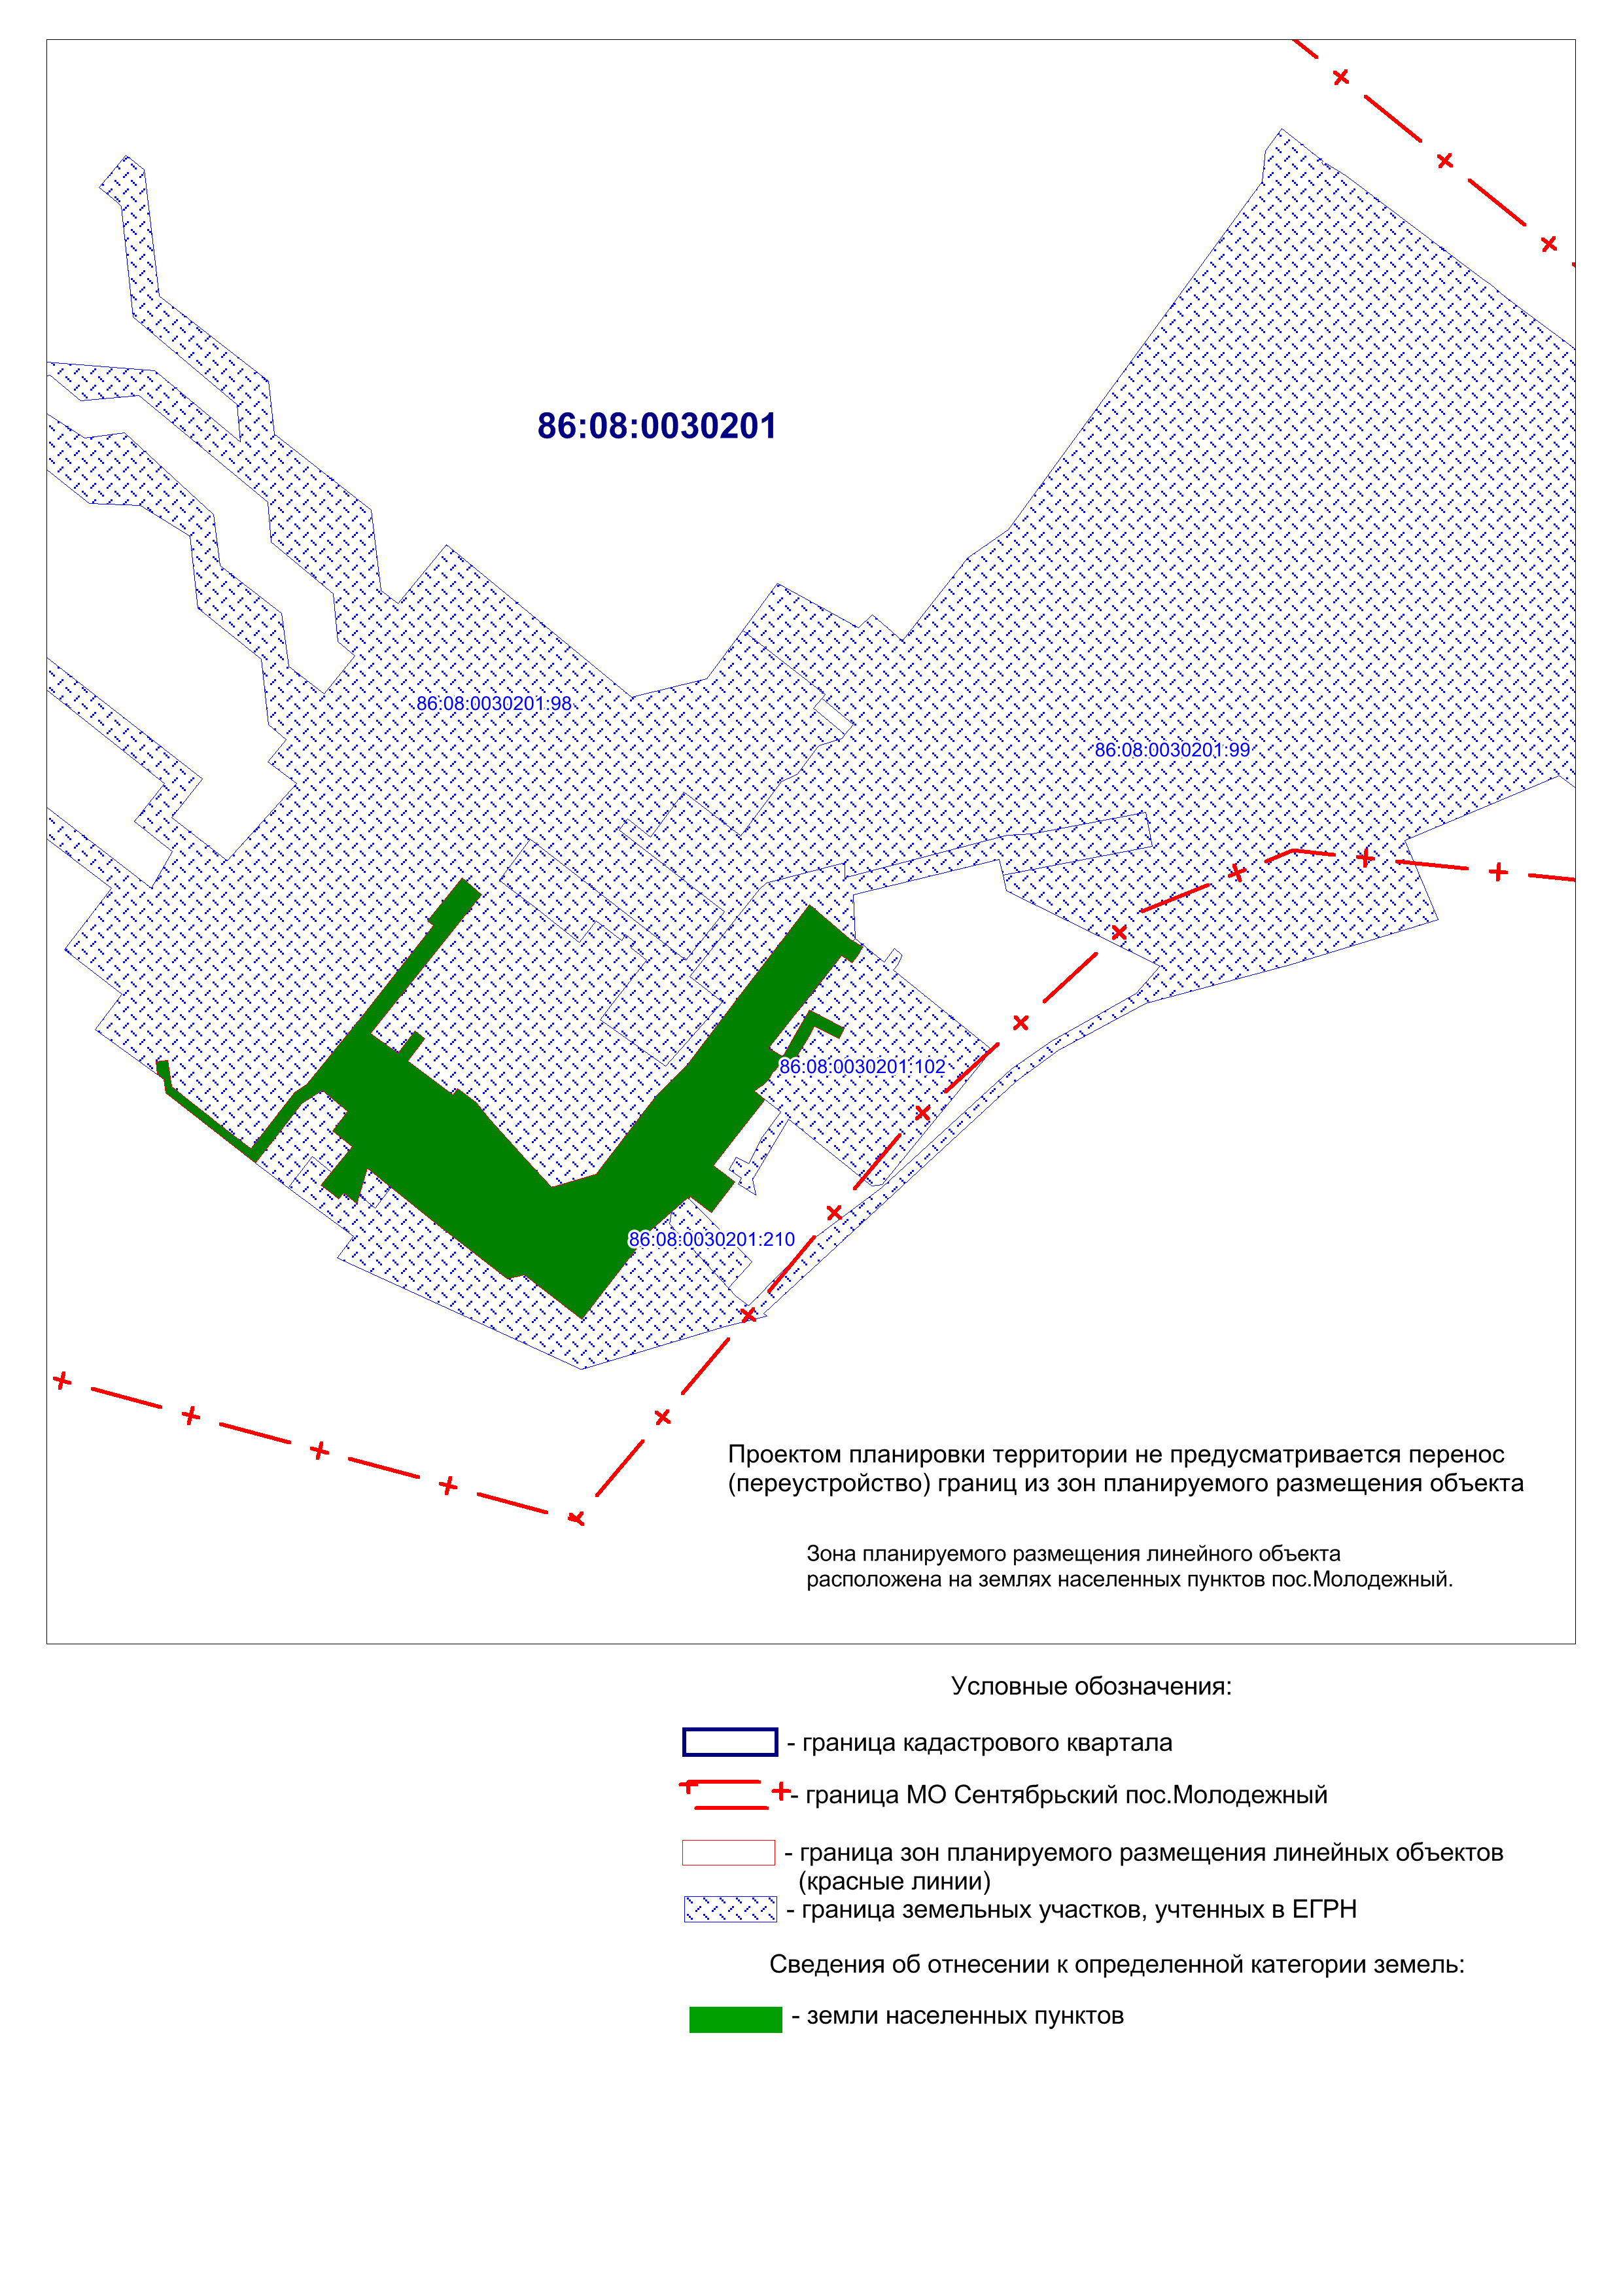 86:08:0030201
86:08:0030201:98
86:08:0030201:99
86:08:0030201:102
86:08:0030201:210
Проектом планировки территории не предусматривается перенос
(переустройство) границ из зон планируемого размещения объекта
Зона планируемого размещения линейного объекта
расположена на землях населенных пунктов пос.Молодежный.
Условные обозначения:
- граница кадастрового квартала
- граница МО Сентябрьский пос.Молодежный
- граница зон планируемого размещения линейных объектов
(красные линии)
- граница земельных участков, учтенных в ЕГРН
Сведения об отнесении к определенной категории земель:
- земли населенных пунктов